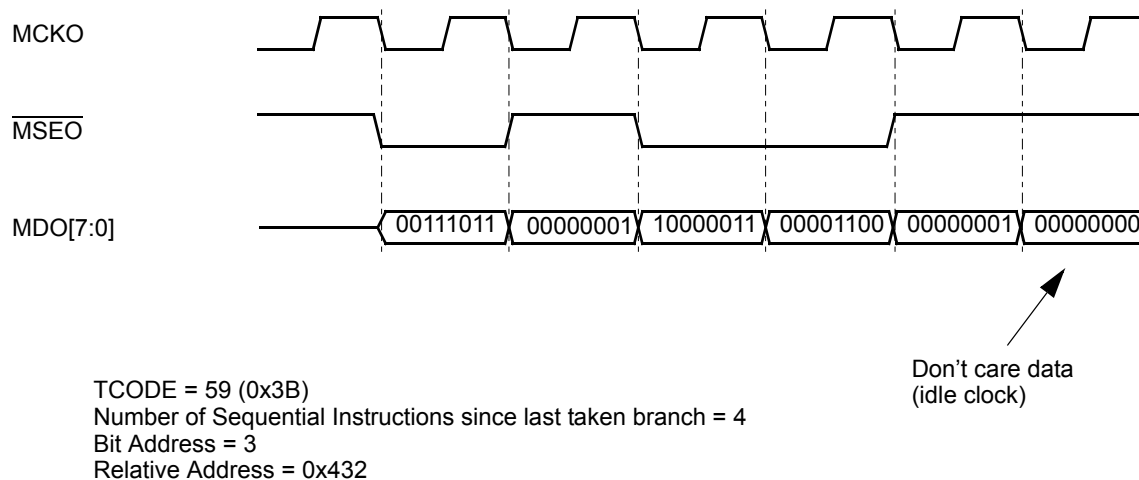 MCKO
MSEO
MDO[7:0]
00111011 00000001 10000011 00001100 00000001 00000000
Don't care data
(idle clock)
TCODE = 59 (0x3B)
Number of Sequential Instructions since last taken branch = 4
Bit Address = 3
Relative Address = 0x432